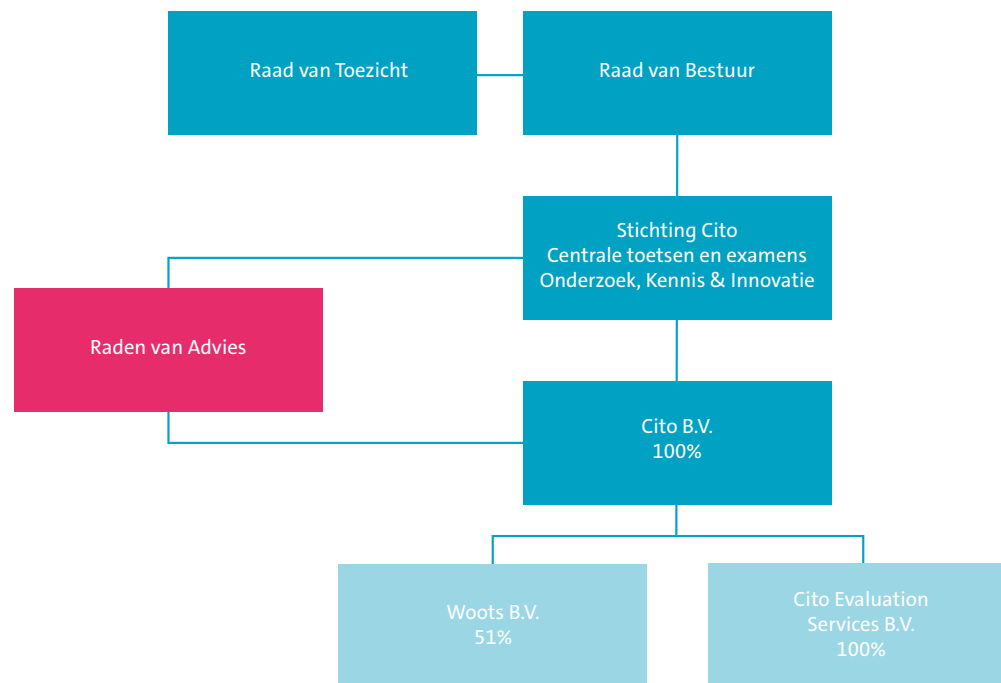 Raad van Toezicht
Raad van Bestuur
Stichting Cito
Centrale toetsen en examens
Onderzoek, Kennis & Innovatie
Raden van Advies
Cito B.V.
100%
Woots B.V.
51%
Cito Evaluation
Services B.V.
100%